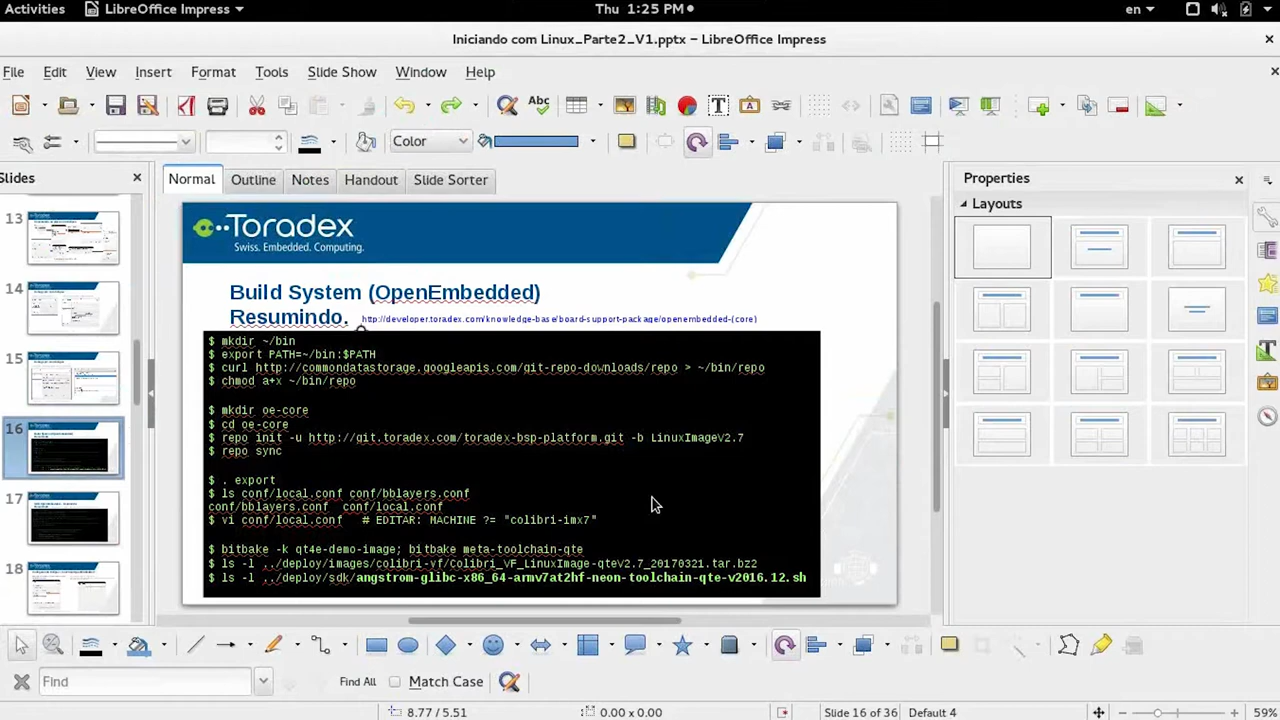 Activities LibreOffice Impress Thu 1:25 PM en
Iniciando com Linux_Parte2_V1.pptx – LibreOffice Impress
File Edit View Insert Format Tools Slide Show Window Help
Abc
Color
Slides
Normal Outline Notes Handout Slide Sorter
Properties
Layouts
13
14
15
16
17
18
Toradex
Swiss. Embedded. Computing.
Build System (OpenEmbedded)
Resumindo. http://developer.toradex.com/knowledge-base/board-support-package/openembedded-(core)
$ mkdir ~/bin
$ export PATH=~/bin:$PATH
$ curl http://commondatastorage.googleapis.com/git-repo-downloads/repo > ~/bin/repo
$ chmod a+x ~/bin/repo
$ mkdir oe-core
$ cd oe-core
repo init -u http://git.toradex.com/toradex-bsp-platform.git -b LinuxImageV2.7
$ repo sync
$ . export
$ ls conf/local.conf conf/bblayers.conf
conf/bblayers.conf conf/local.conf
$ vi conf/local.conf # EDITAR: MACHINE ?= "colibri-imx7"
$ bitbake -k qt4e-demo-image; bitbake meta-toolchain-qte
$ ls -l ../deploy/images/colibri-vf/Colibri_VF_LinuxImage-qteV2.7_20170321.tar.bz2
$ ls -l ../deploy/sdk/angstrom-glibc-x86_64-armv7at2hf-neon-toolchain-qte-v2016.12.sh
Find Find All Match Case
8.77 / 5.51 0.00 x 0.00 Slide 16 of 36 Default 4 59%